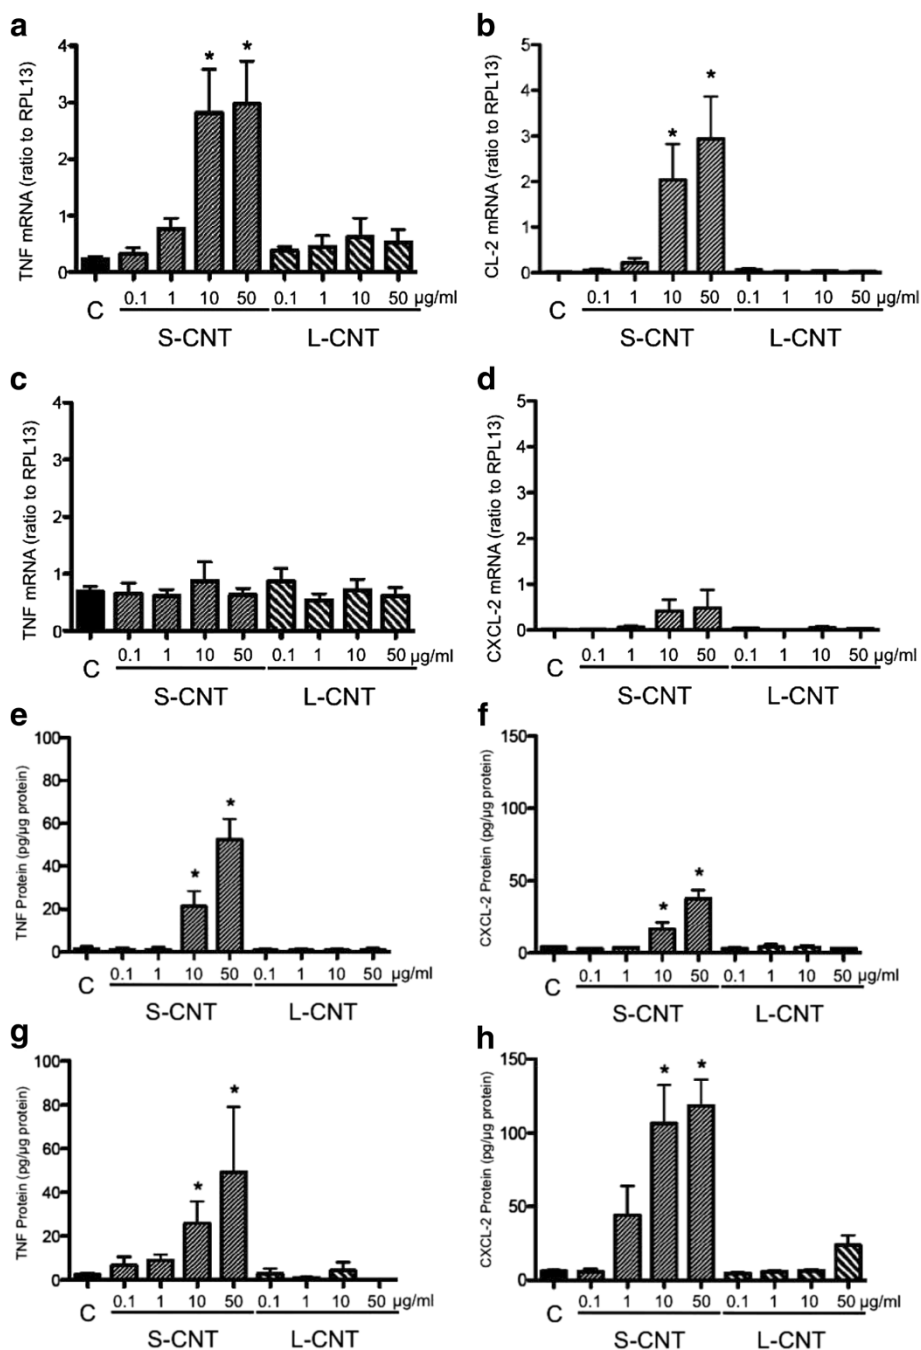 a
TNF mRNA (ratio to RPL13)
4
3
2
1
0
* *
C 0.1 1 10 50 0.1 1 10 50 µg/ml
S-CNT L-CNT
b
CL-2 mRNA (ratio to RPL13)
5
4
3
2
1
0
* *
C 0.1 1 10 50 0.1 1 10 50 µg/ml
S-CNT L-CNT
c
TNF mRNA (ratio to RPL13)
4
3
2
1
0
C 0.1 1 10 50 0.1 1 10 50 µg/ml
S-CNT L-CNT
d
CXCL-2 mRNA (ratio to RPL13)
5
4
3
2
1
0
C 0.1 1 10 50 0.1 1 10 50 µg/ml
S-CNT L-CNT
e
TNF Protein (pg/µg protein)
100
80
60
40
20
0
* *
C 0.1 1 10 50 0.1 1 10 50 µg/ml
S-CNT L-CNT
f
CXCL-2 Protein (pg/µg protein)
150
100
50
0
* *
C 0.1 1 10 50 0.1 1 10 50 µg/ml
S-CNT L-CNT
g
TNF Protein (pg/µg protein)
100
80
60
40
20
0
* *
C 0.1 1 10 50 0.1 1 10 50 µg/ml
S-CNT L-CNT
h
CXCL-2 Protein (pg/µg protein)
150
100
50
0
* *
C 0.1 1 10 50 0.1 1 10 50 µg/ml
S-CNT L-CNT